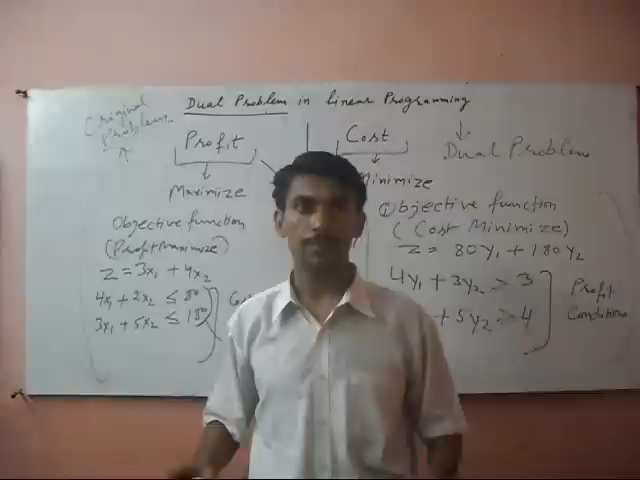 Dual Problem in Linear Programming
Original
Problem
Profit
Maximize
Objective function
(Profit Maximize)
Z = 3x₁ + 4x₂
4x₁ + 2x₂ ≤ 80
3x₁ + 5x₂ ≤ 180
Cost
Minimize
Dual Problem
① Objective function
( Cost Minimize)
Z = 80y₁ + 180y₂
4y₁ + 3y₂ > 3
+ 5y₂ > 4
Profit
Conditions